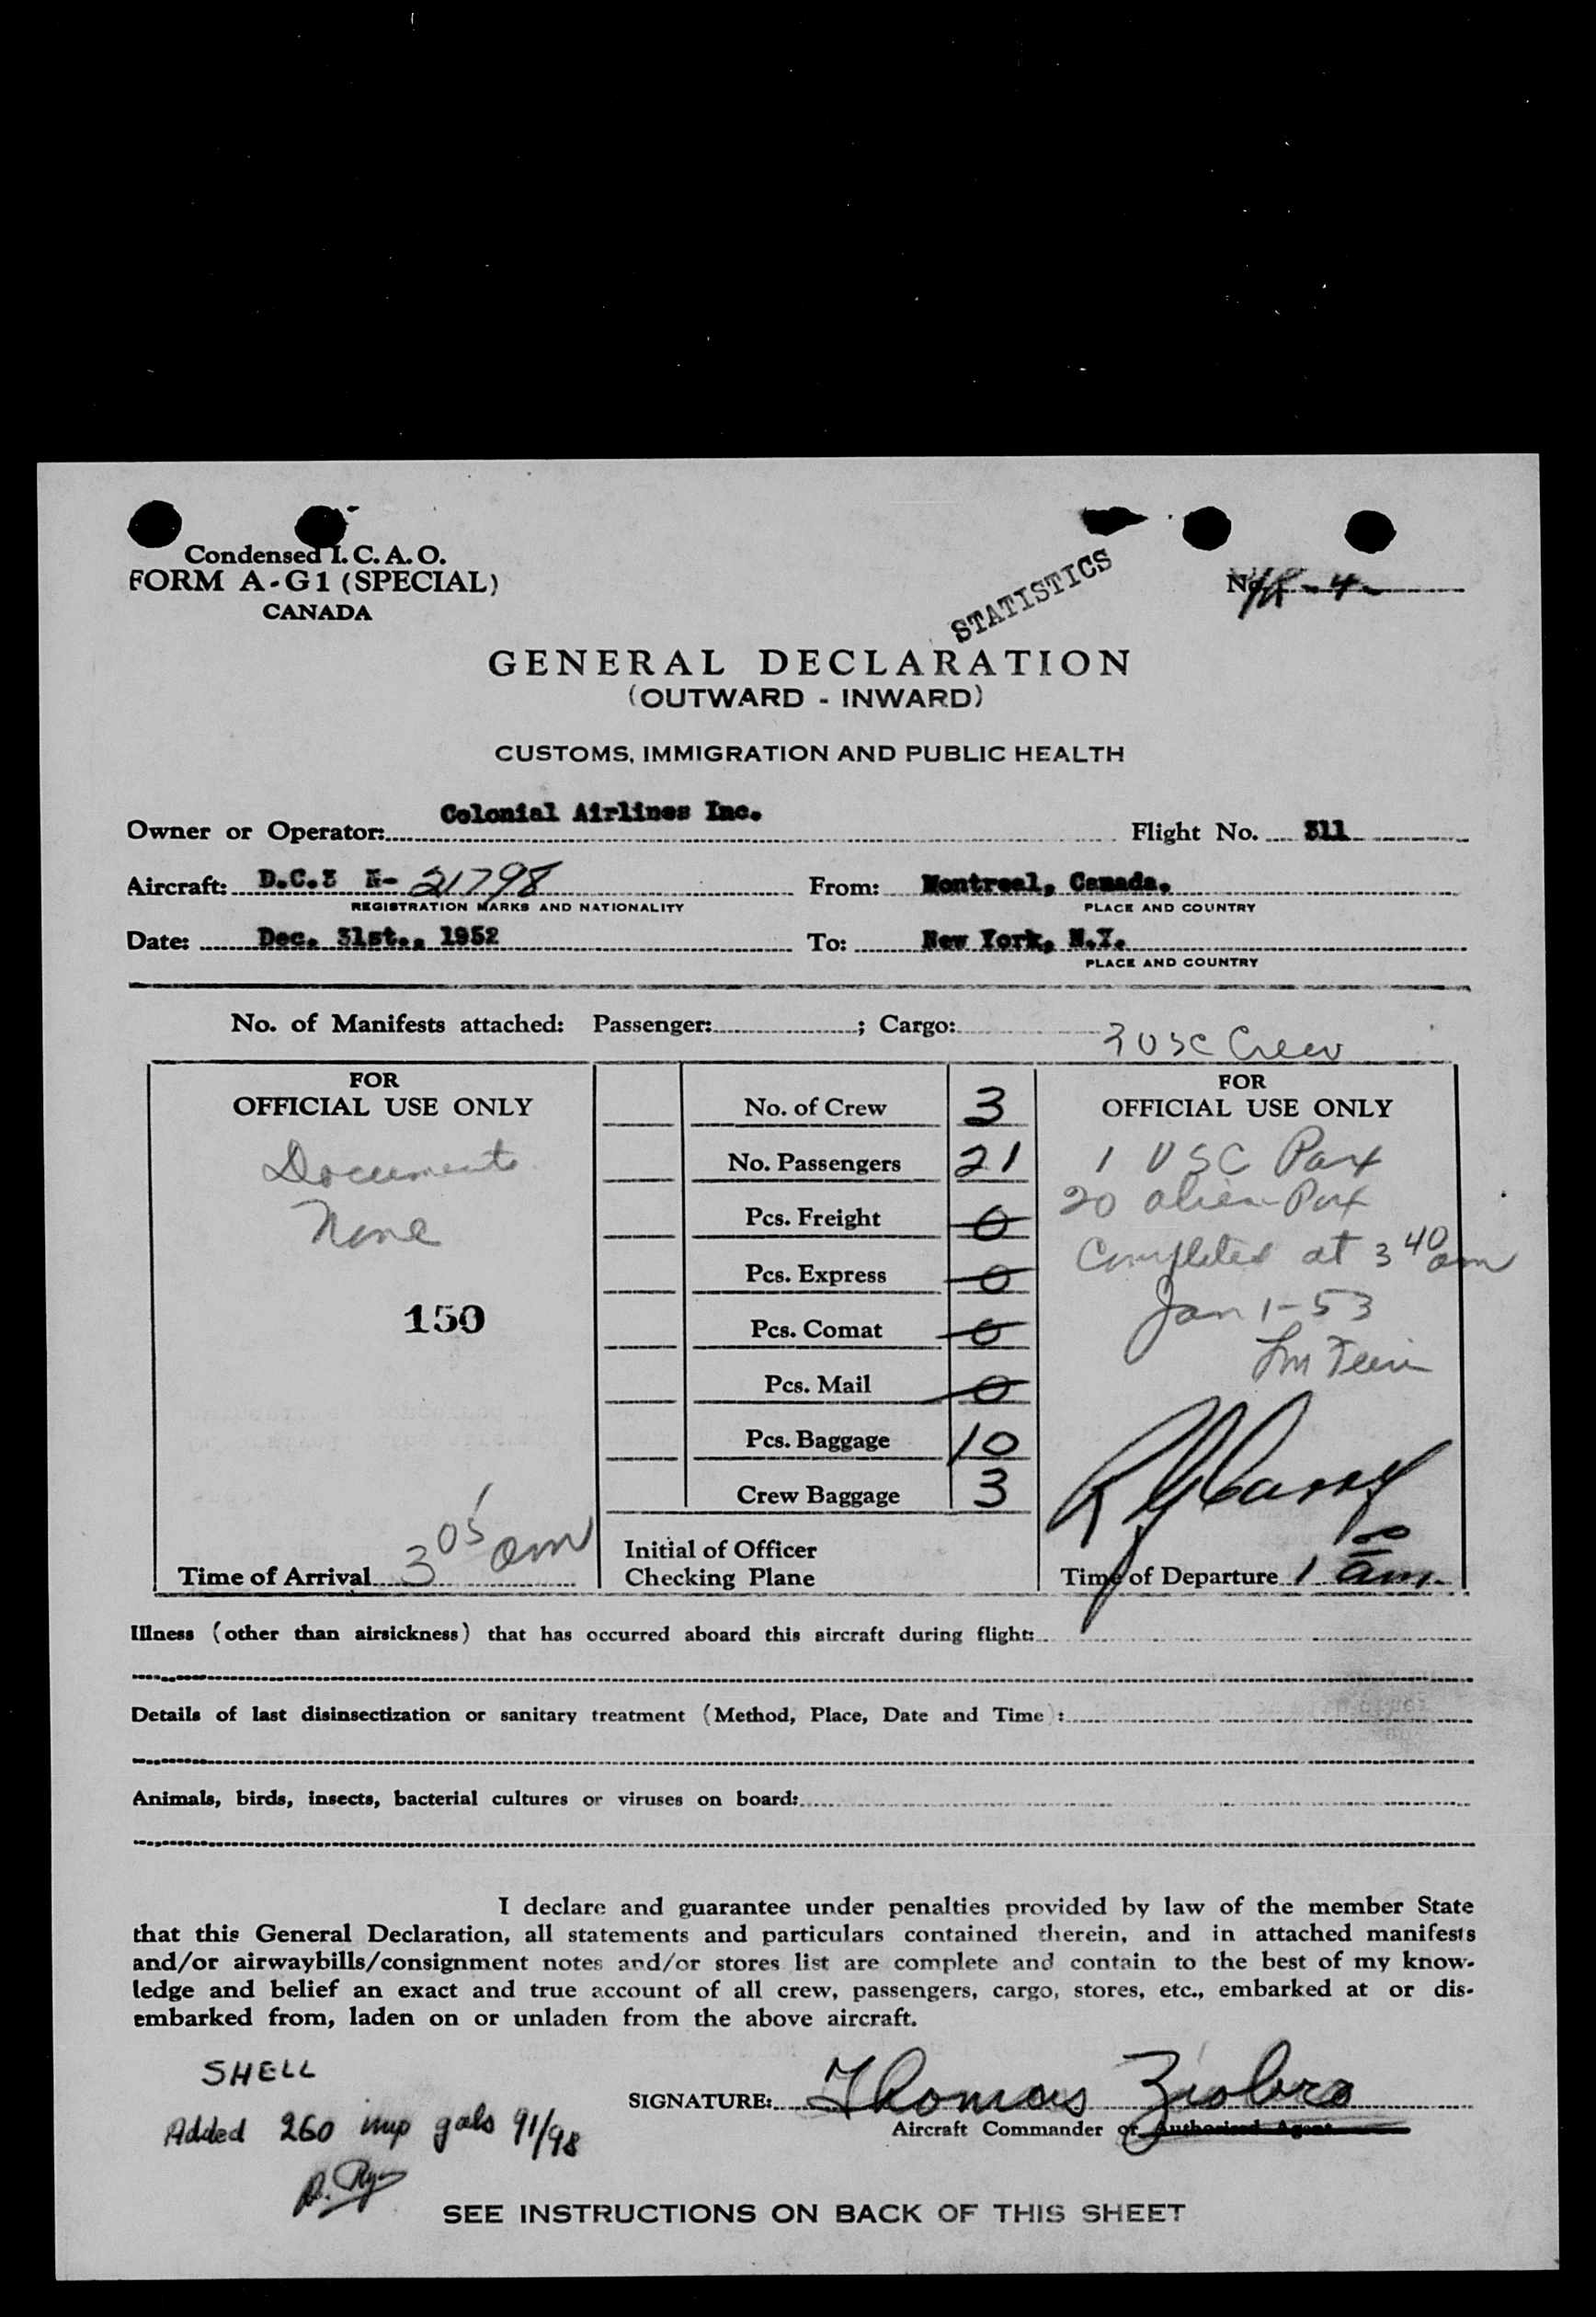 Condensed I. C. A. O.
FORM A-G1 (SPECIAL)
CANADA
STATISTICS
No. -4-
GENERAL DECLARATION
(OUTWARD - INWARD)
CUSTOMS, IMMIGRATION AND PUBLIC HEALTH
Owner or Operator: Colonial Airlines Inc. Flight No. 311
Aircraft: D.C.3 N- 21798 From: Montreal, Canada.
REGISTRATION MARKS AND NATIONALITY PLACE AND COUNTRY
Date: Dec. 31st., 1952 To: New York, N.Y.
PLACE AND COUNTRY
No. of Manifests attached: Passenger: ; Cargo:
3 USC Crew
FOR
OFFICIAL USE ONLY
Documents
None
150
Time of Arrival 3 05 am
No. of Crew 3
No. Passengers 21
Pcs. Freight 0
Pcs. Express 0
Pcs. Comat 0
Pcs. Mail 0
Pcs. Baggage 10
Crew Baggage 3
Initial of Officer
Checking Plane
FOR
OFFICIAL USE ONLY
1 USC Pax
20 alien Pax
Completed at 3 40 am
Jan 1-53
Time of Departure 1 00 am.
Illness (other than airsickness) that has occurred aboard this aircraft during flight:
Details of last disinsectization or sanitary treatment (Method, Place, Date and Time):
Animals, birds, insects, bacterial cultures or viruses on board:
I declare and guarantee under penalties provided by law of the member State
that this General Declaration, all statements and particulars contained therein, and in attached manifests
and/or airwaybills/consignment notes and/or stores list are complete and contain to the best of my know-
ledge and belief an exact and true account of all crew, passengers, cargo, stores, etc., embarked at or dis-
embarked from, laden on or unladen from the above aircraft.
SHELL
Added 260 imp gals 91/98
SIGNATURE: Thomas Ziobro
Aircraft Commander or Authorized Agent
SEE INSTRUCTIONS ON BACK OF THIS SHEET